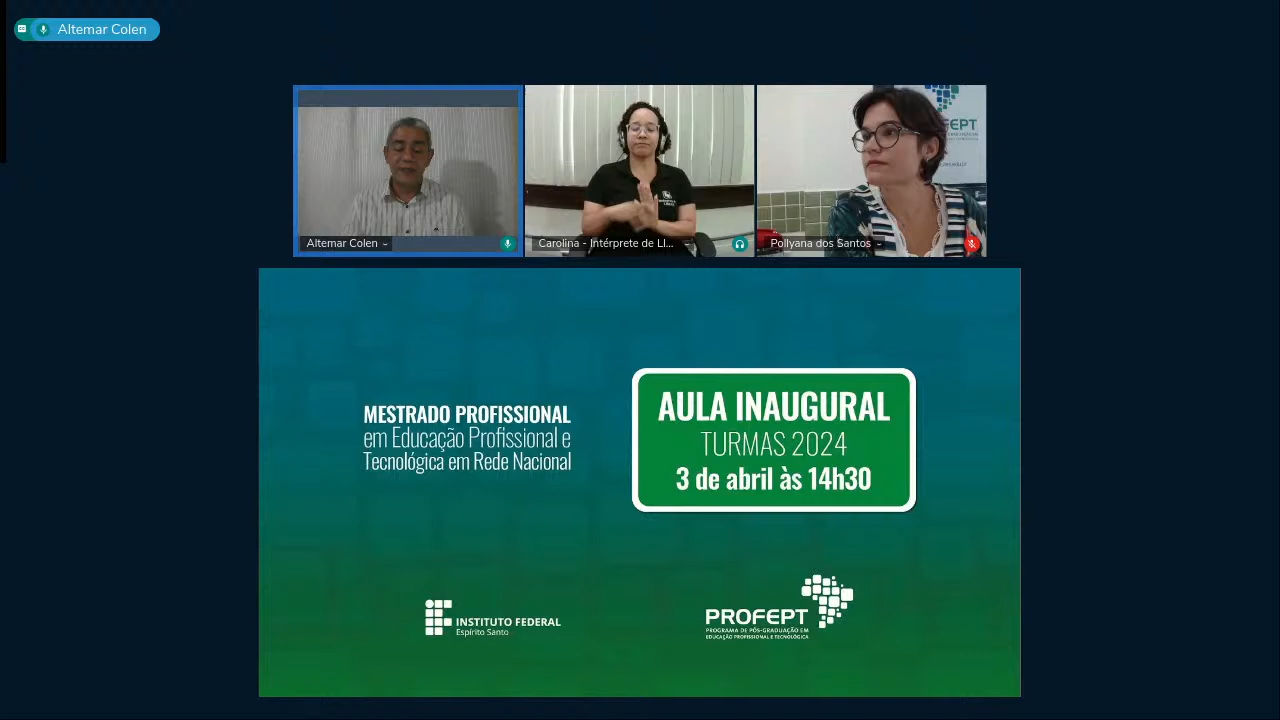 Altemar Colen
EPT
Altemar Colen
Carolina - Intérprete de LI...
Pollyana dos Santos
MESTRADO PROFISSIONAL
em Educação Profissional e
Tecnológica em Rede Nacional
AULA INAUGURAL
TURMAS 2024
3 de abril às 14h30
INSTITUTO FEDERAL
Espírito Santo
PROFEPT
PROGRAMA DE PÓS-GRADUAÇÃO EM
EDUCAÇÃO PROFISSIONAL E TECNOLÓGICA